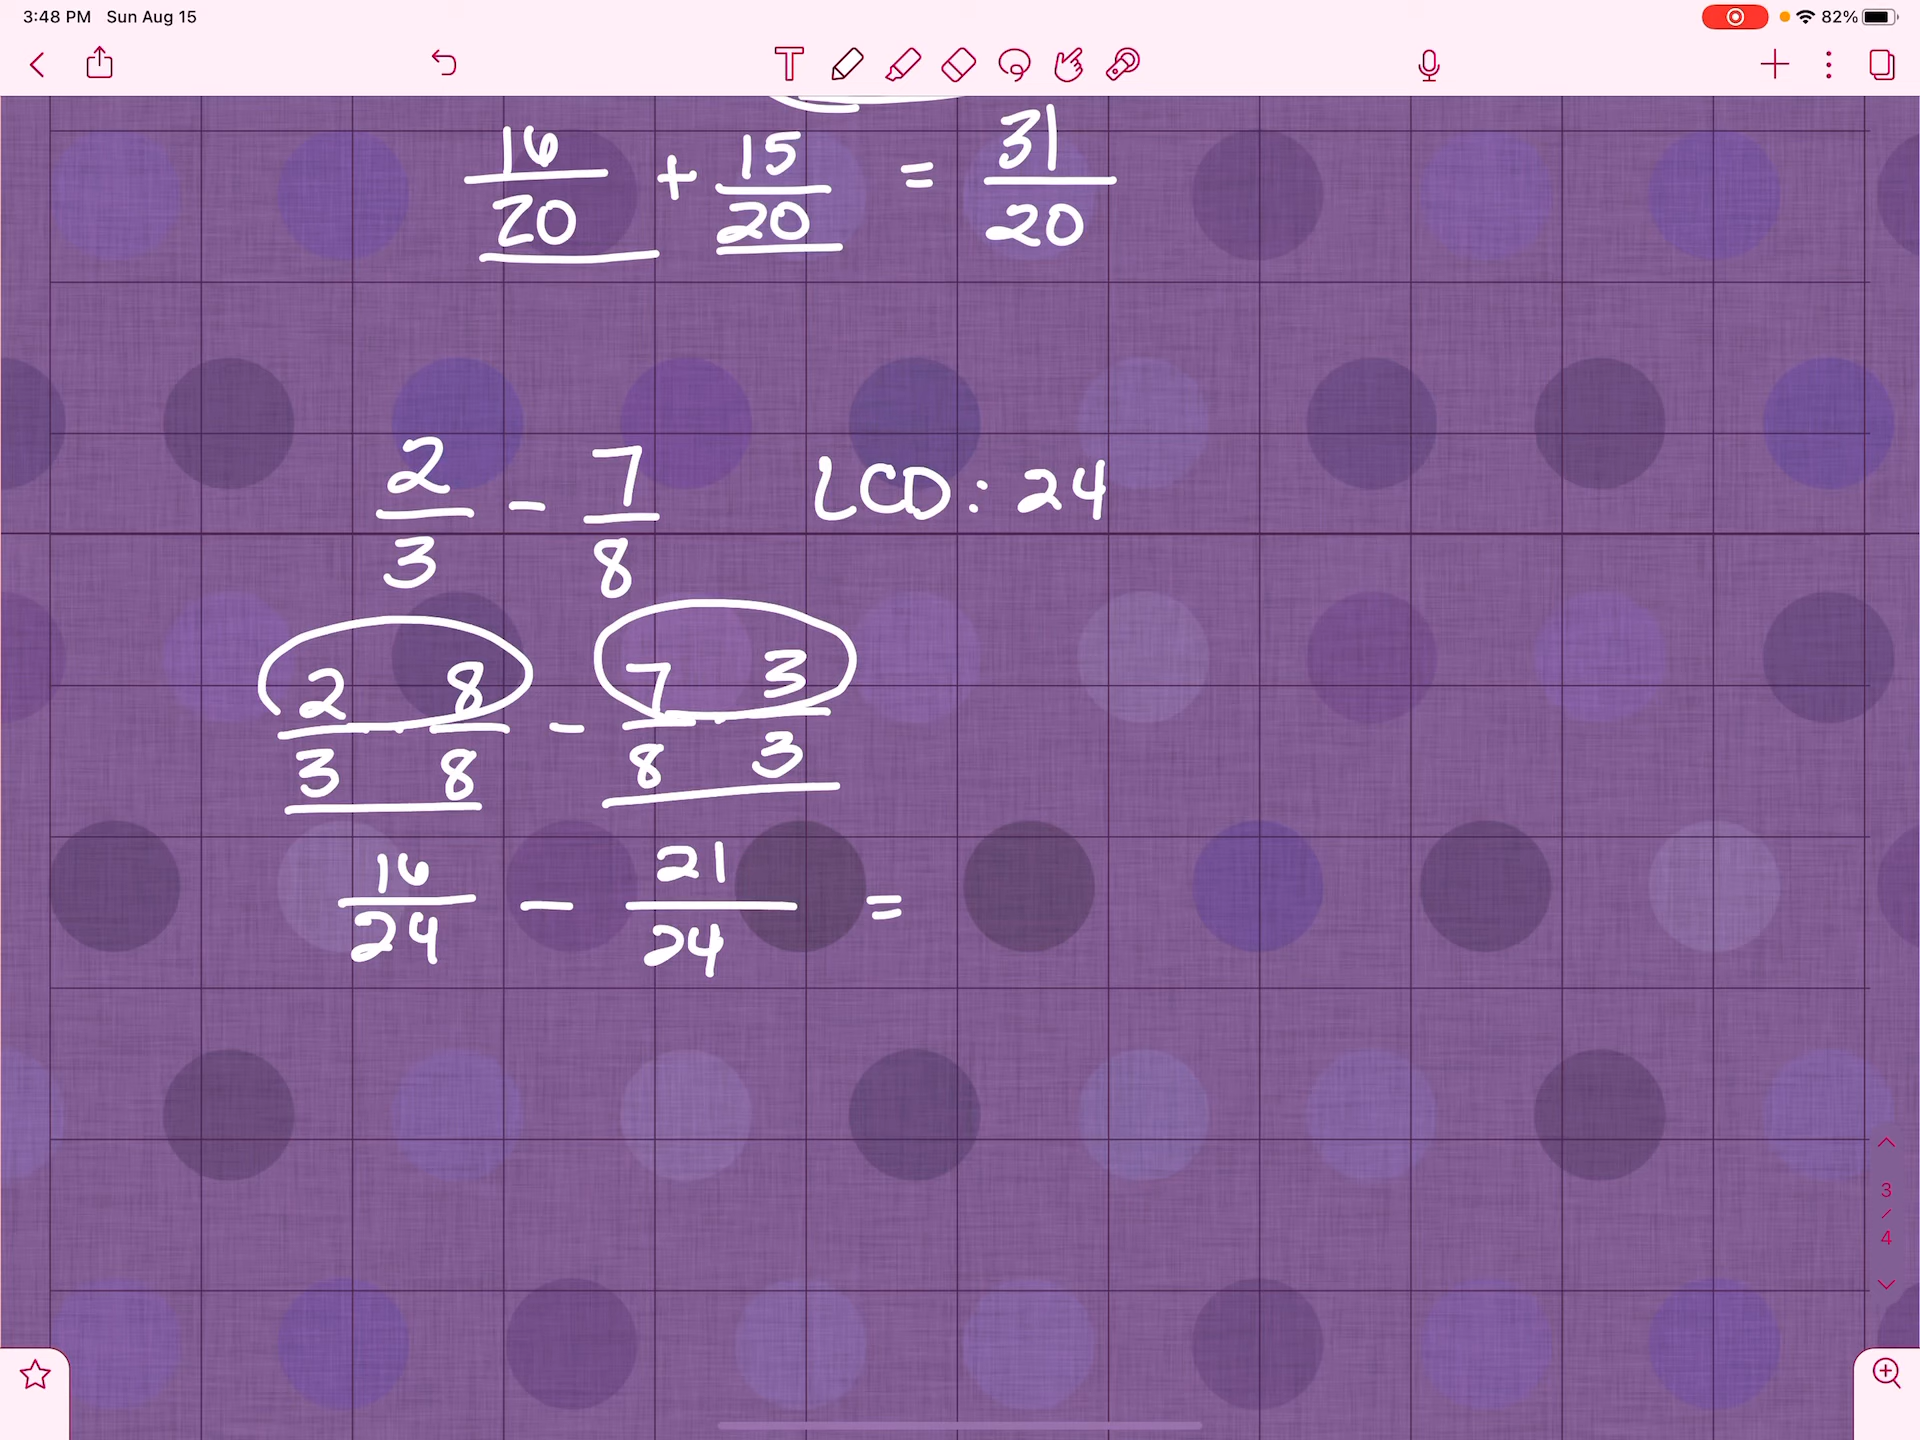 3:48 PM Sun Aug 15 82%
T
16/20 + 15/20 = 31/20
2/3 - 7/8 LCD: 24
2/3 · 8/8 - 7/8 · 3/3
16/24 - 21/24 =
3
/
4